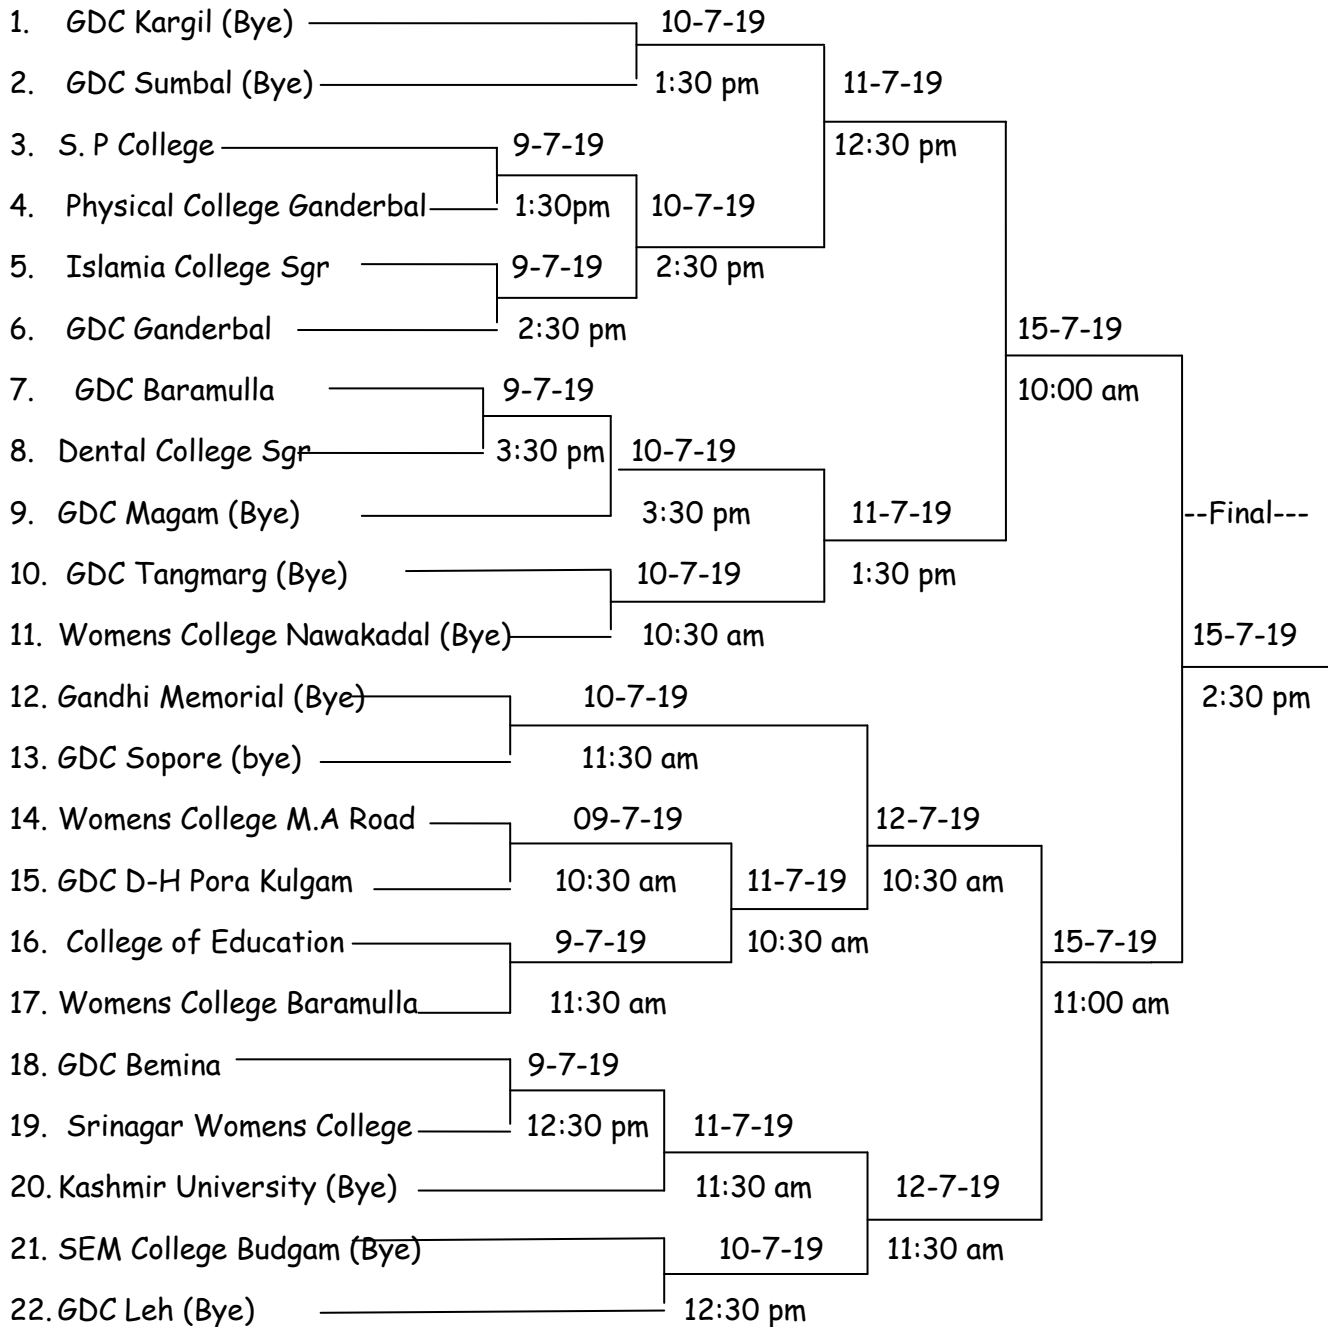 1. GDC Kargil (Bye) 10-7-19
2. GDC Sumbal (Bye) 1:30 pm 11-7-19
3. S. P College 9-7-19 12:30 pm
4. Physical College Ganderbal 1:30pm 10-7-19
5. Islamia College Sgr 9-7-19 2:30 pm
6. GDC Ganderbal 2:30 pm 15-7-19
7. GDC Baramulla 9-7-19 10:00 am
8. Dental College Sgr 3:30 pm 10-7-19
9. GDC Magam (Bye) 3:30 pm 11-7-19 --Final---
10. GDC Tangmarg (Bye) 10-7-19 1:30 pm
11. Womens College Nawakadal (Bye) 10:30 am 15-7-19
12. Gandhi Memorial (Bye) 10-7-19 2:30 pm
13. GDC Sopore (bye) 11:30 am
14. Womens College M.A Road 09-7-19 12-7-19
15. GDC D-H Pora Kulgam 10:30 am 11-7-19 10:30 am
16. College of Education 9-7-19 10:30 am 15-7-19
17. Womens College Baramulla 11:30 am 11:00 am
18. GDC Bemina 9-7-19
19. Srinagar Womens College 12:30 pm 11-7-19
20. Kashmir University (Bye) 11:30 am 12-7-19
21. SEM College Budgam (Bye) 10-7-19 11:30 am
22. GDC Leh (Bye) 12:30 pm